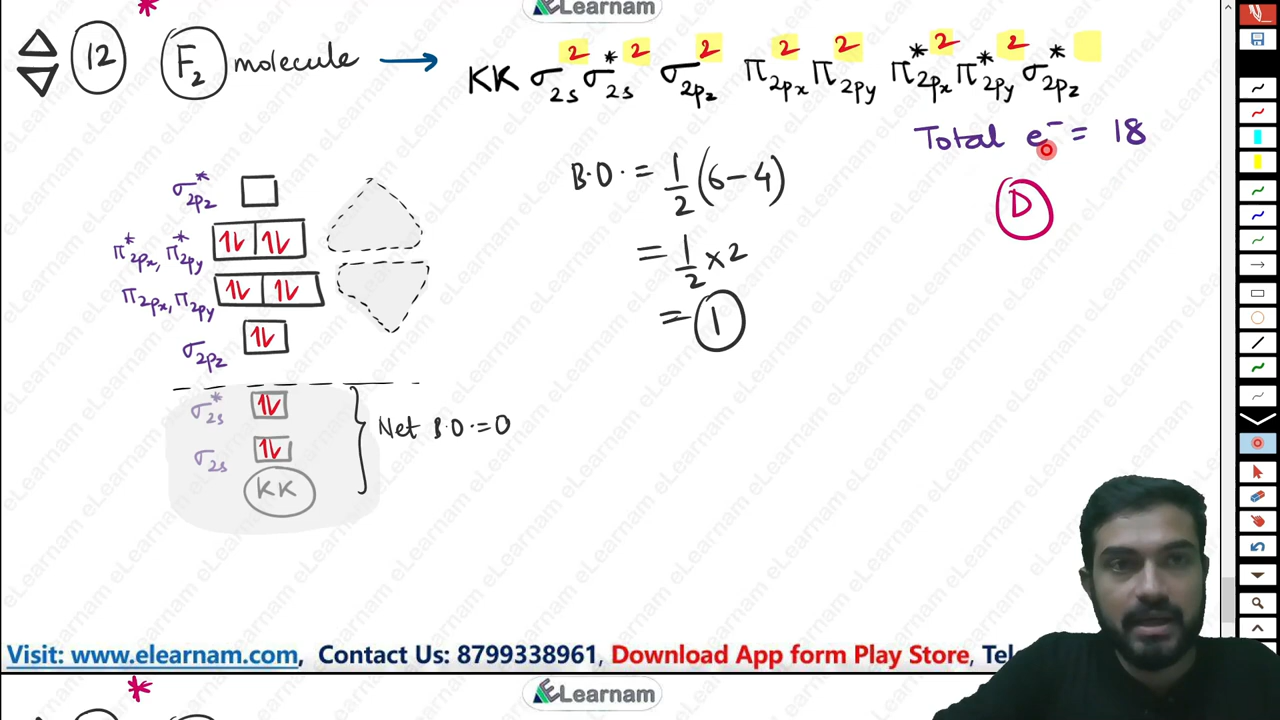 eLearnam
12 F₂ molecule → KK σ2s² σ*2s² σ2pz² π2px² π2py² π*2px² π*2py² σ*2pz
Total e⁻ = 18
B.O. = 1/2 (6-4)
= 1/2 × 2
= 1
D
σ*2pz
π*2px, π*2py
π2px, π2py
σ2pz
σ*2s
σ2s
KK
Net B.O. = 0
Visit: www.elearnam.com, Contact Us: 8799338961, Download App form Play Store, Tel
eLearnam